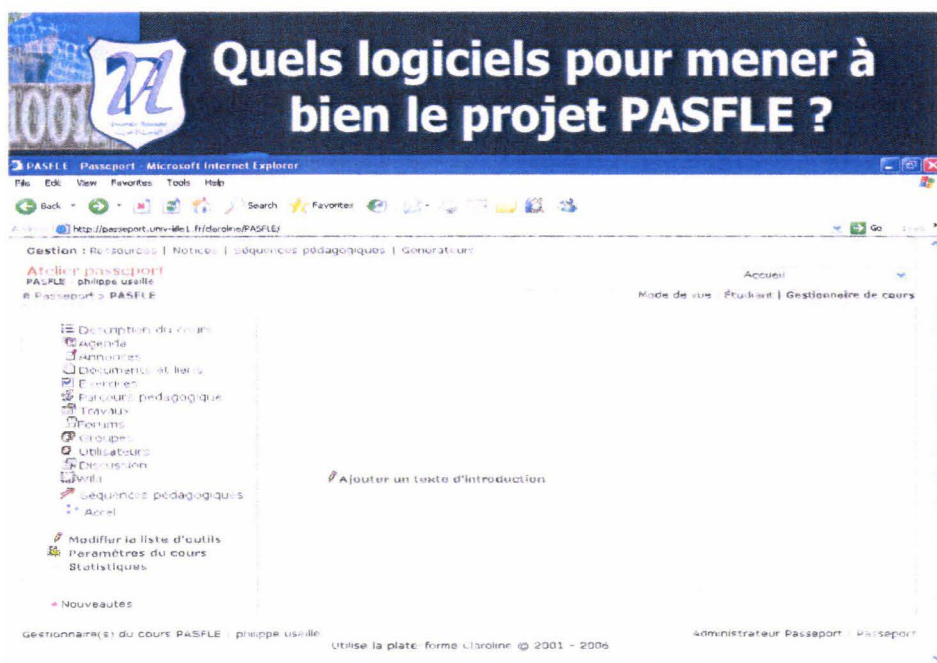 Quels logiciels pour mener à
bien le projet PASFLE ?
1001
PASFLE Passeport - Microsoft Internet Explorer
File Edit View Favorites Tools Help
Back Search Favorites
http://passeport.univ-lille1.fr/claroline/PASFLE/ Go
Gestion : Ressources | Notices | Séquences pédagogiques | Générateurs
Atelier passeport
Accueil
PASFLE philippe useille
Passeport > PASFLE
Mode de vue : Étudiant | Gestionnaire de cours
Description du cours
Agenda
Annonces
Documents et liens
Exercices
Parcours pédagogique
Travaux
Forums
Groupes
Utilisateurs
Discussion
Wiki
Ajouter un texte d'introduction
Séquences pédagogiques
Accel
Modifier la liste d'outils
Paramètres du cours
Statistiques
Nouveautés
Gestionnaire(s) du cours PASFLE : philippe useille
Administrateur Passeport : Passeport
Utilise la plate-forme Claroline © 2001 - 2006